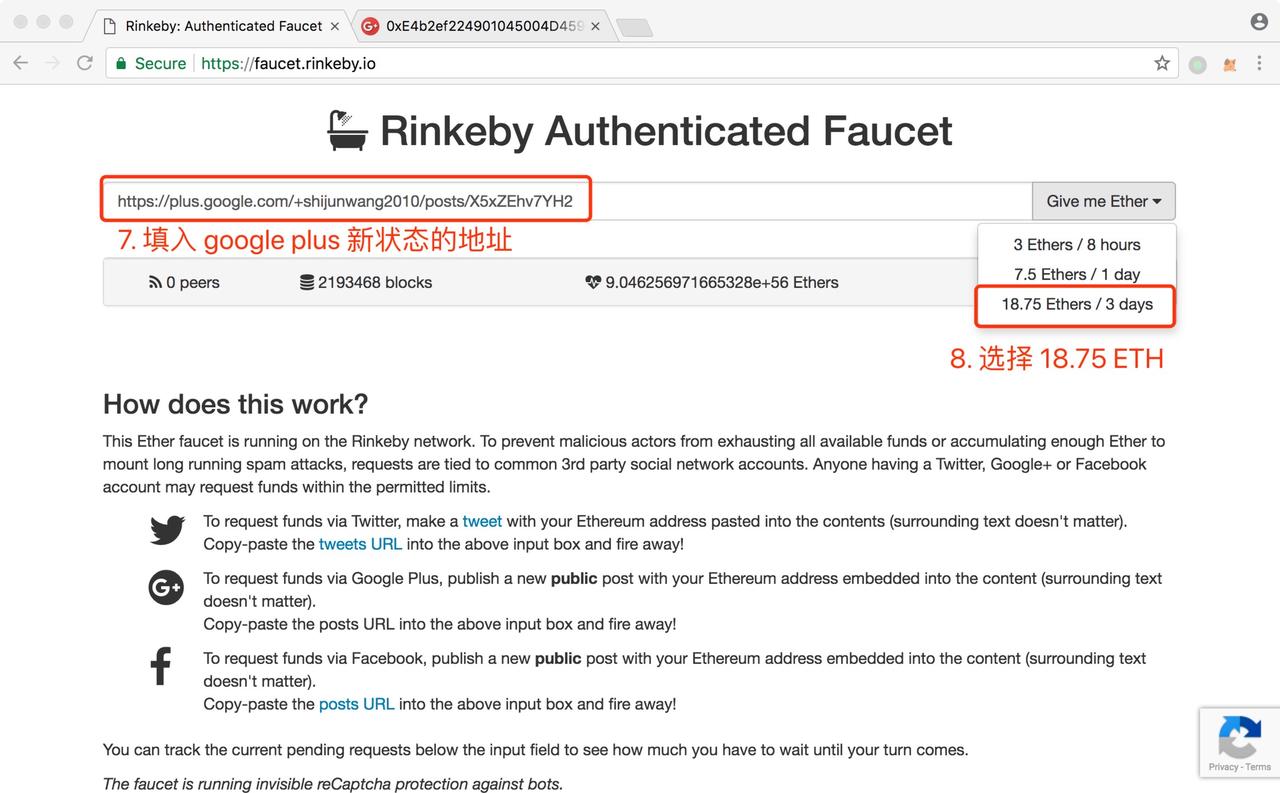 Rinkeby: Authenticated Faucet
0xE4b2ef224901045004D459
Secure
https://faucet.rinkeby.io
Rinkeby Authenticated Faucet
https://plus.google.com/+shijunwang2010/posts/X5xZEhv7YH2
Give me Ether
7. 填入 google plus 新状态的地址
3 Ethers / 8 hours
7.5 Ethers / 1 day
18.75 Ethers / 3 days
0 peers
2193468 blocks
9.046256971665328e+56 Ethers
8. 选择 18.75 ETH
How does this work?
This Ether faucet is running on the Rinkeby network. To prevent malicious actors from exhausting all available funds or accumulating enough Ether to
mount long running spam attacks, requests are tied to common 3rd party social network accounts. Anyone having a Twitter, Google+ or Facebook
account may request funds within the permitted limits.
To request funds via Twitter, make a tweet with your Ethereum address pasted into the contents (surrounding text doesn't matter).
Copy-paste the tweets URL into the above input box and fire away!
G+
To request funds via Google Plus, publish a new public post with your Ethereum address embedded into the content (surrounding text
doesn't matter).
Copy-paste the posts URL into the above input box and fire away!
To request funds via Facebook, publish a new public post with your Ethereum address embedded into the content (surrounding text
doesn't matter).
Copy-paste the posts URL into the above input box and fire away!
You can track the current pending requests below the input field to see how much you have to wait until your turn comes.
The faucet is running invisible reCaptcha protection against bots.
Privacy - Terms